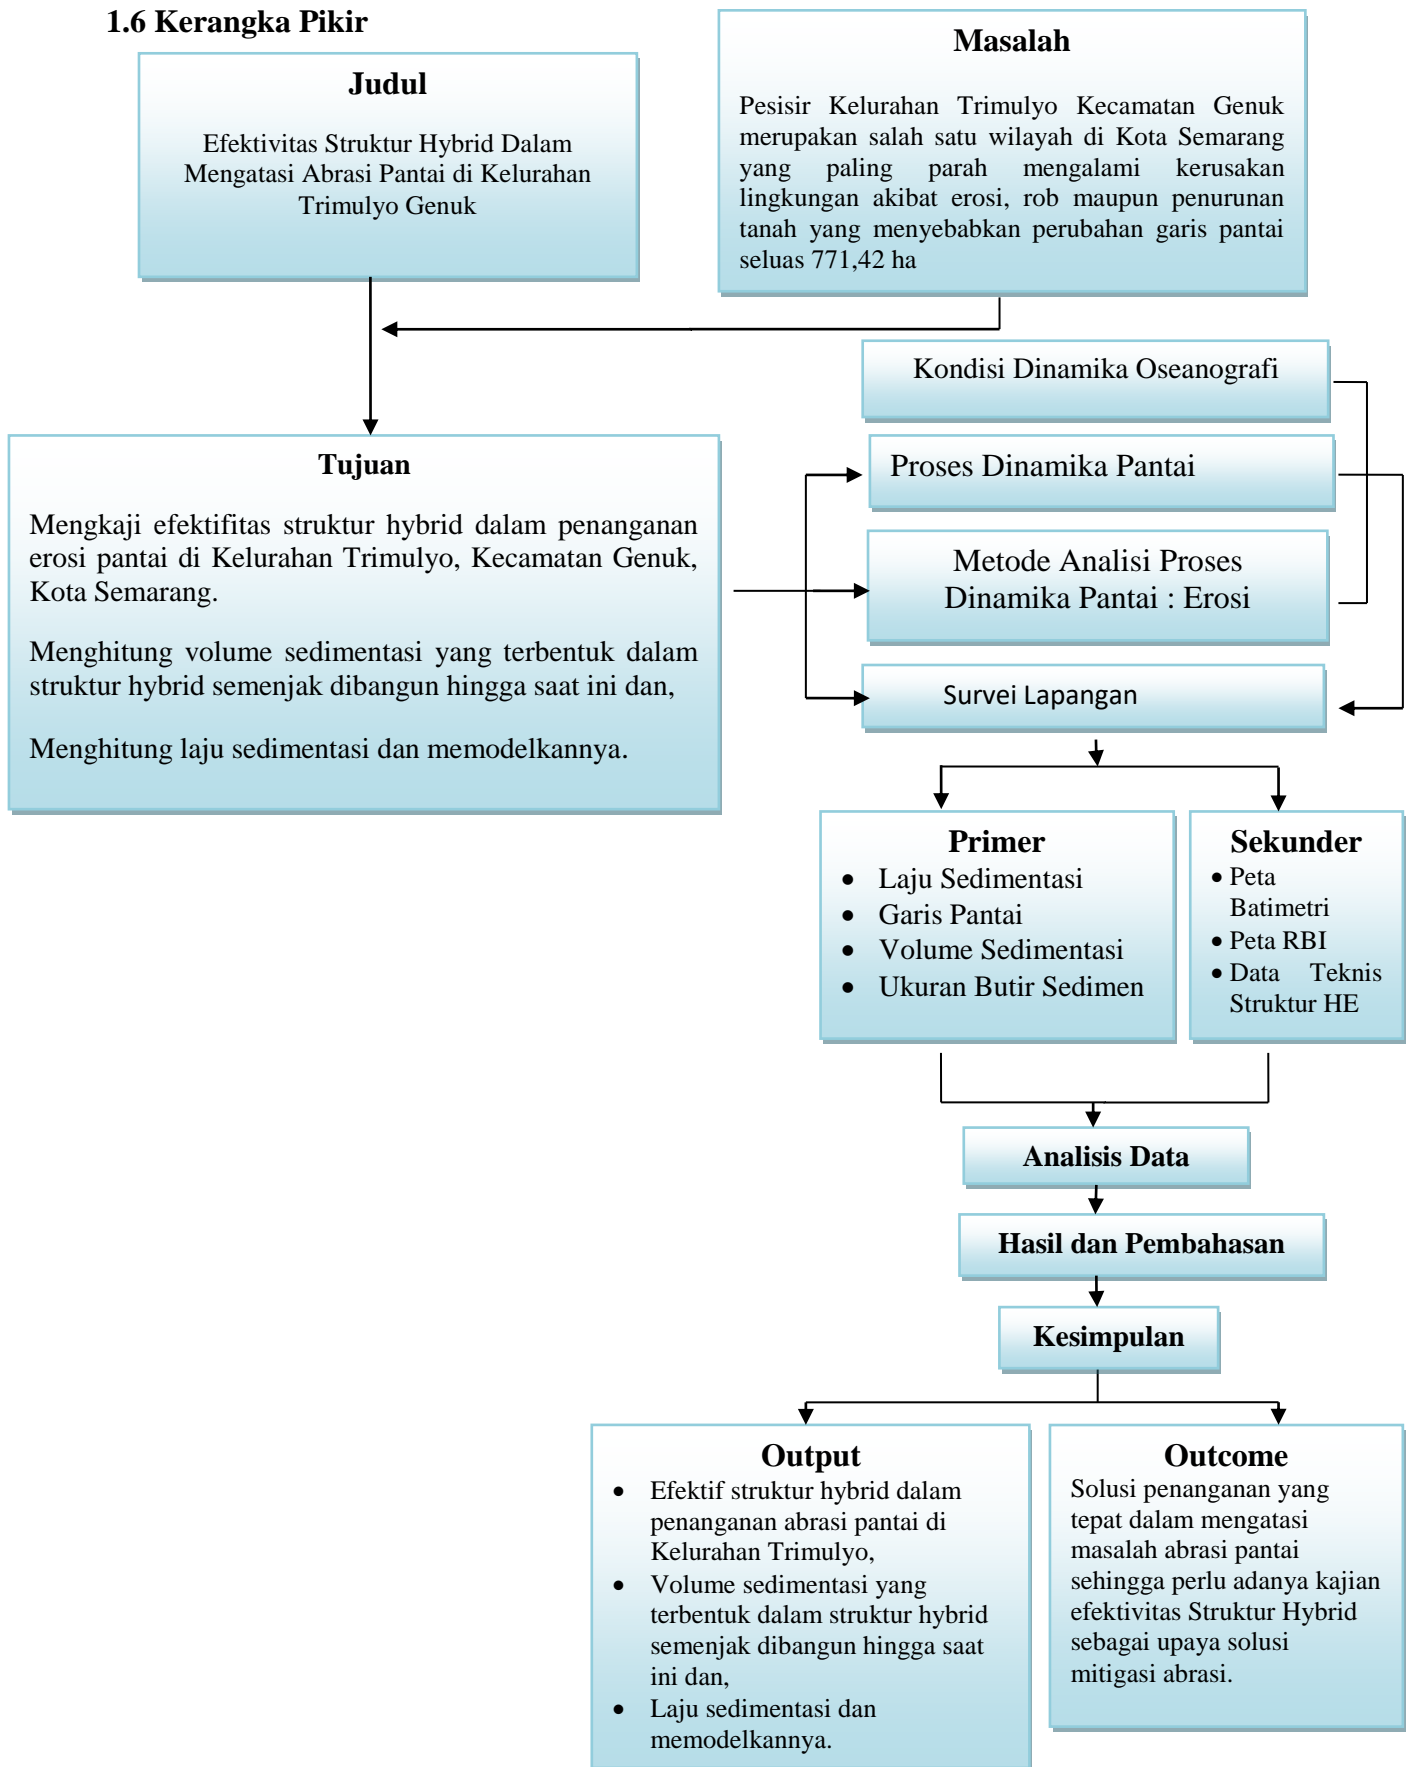 1.6 Kerangka Pikir
Judul
Efektivitas Struktur Hybrid Dalam
Mengatasi Abrasi Pantai di Kelurahan
Trimulyo Genuk
Masalah
Pesisir Kelurahan Trimulyo Kecamatan Genuk
merupakan salah satu wilayah di Kota Semarang
yang paling parah mengalami kerusakan
lingkungan akibat erosi, rob maupun penurunan
tanah yang menyebabkan perubahan garis pantai
seluas 771,42 ha
Tujuan
Mengkaji efektifitas struktur hybrid dalam penanganan
erosi pantai di Kelurahan Trimulyo, Kecamatan Genuk,
Kota Semarang.
Menghitung volume sedimentasi yang terbentuk dalam
struktur hybrid semenjak dibangun hingga saat ini dan,
Menghitung laju sedimentasi dan memodelkannya.
Kondisi Dinamika Oseanografi
Proses Dinamika Pantai
Metode Analisi Proses
Dinamika Pantai : Erosi
Survei Lapangan
Primer
• Laju Sedimentasi
• Garis Pantai
• Volume Sedimentasi
• Ukuran Butir Sedimen
Sekunder
• Peta
Batimetri
• Peta RBI
• Data Teknis
Struktur HE
Analisis Data
Hasil dan Pembahasan
Kesimpulan
Output
• Efektif struktur hybrid dalam
penanganan abrasi pantai di
Kelurahan Trimulyo,
• Volume sedimentasi yang
terbentuk dalam struktur hybrid
semenjak dibangun hingga saat
ini dan,
• Laju sedimentasi dan
memodelkannya.
Outcome
Solusi penanganan yang
tepat dalam mengatasi
masalah abrasi pantai
sehingga perlu adanya kajian
efektivitas Struktur Hybrid
sebagai upaya solusi
mitigasi abrasi.